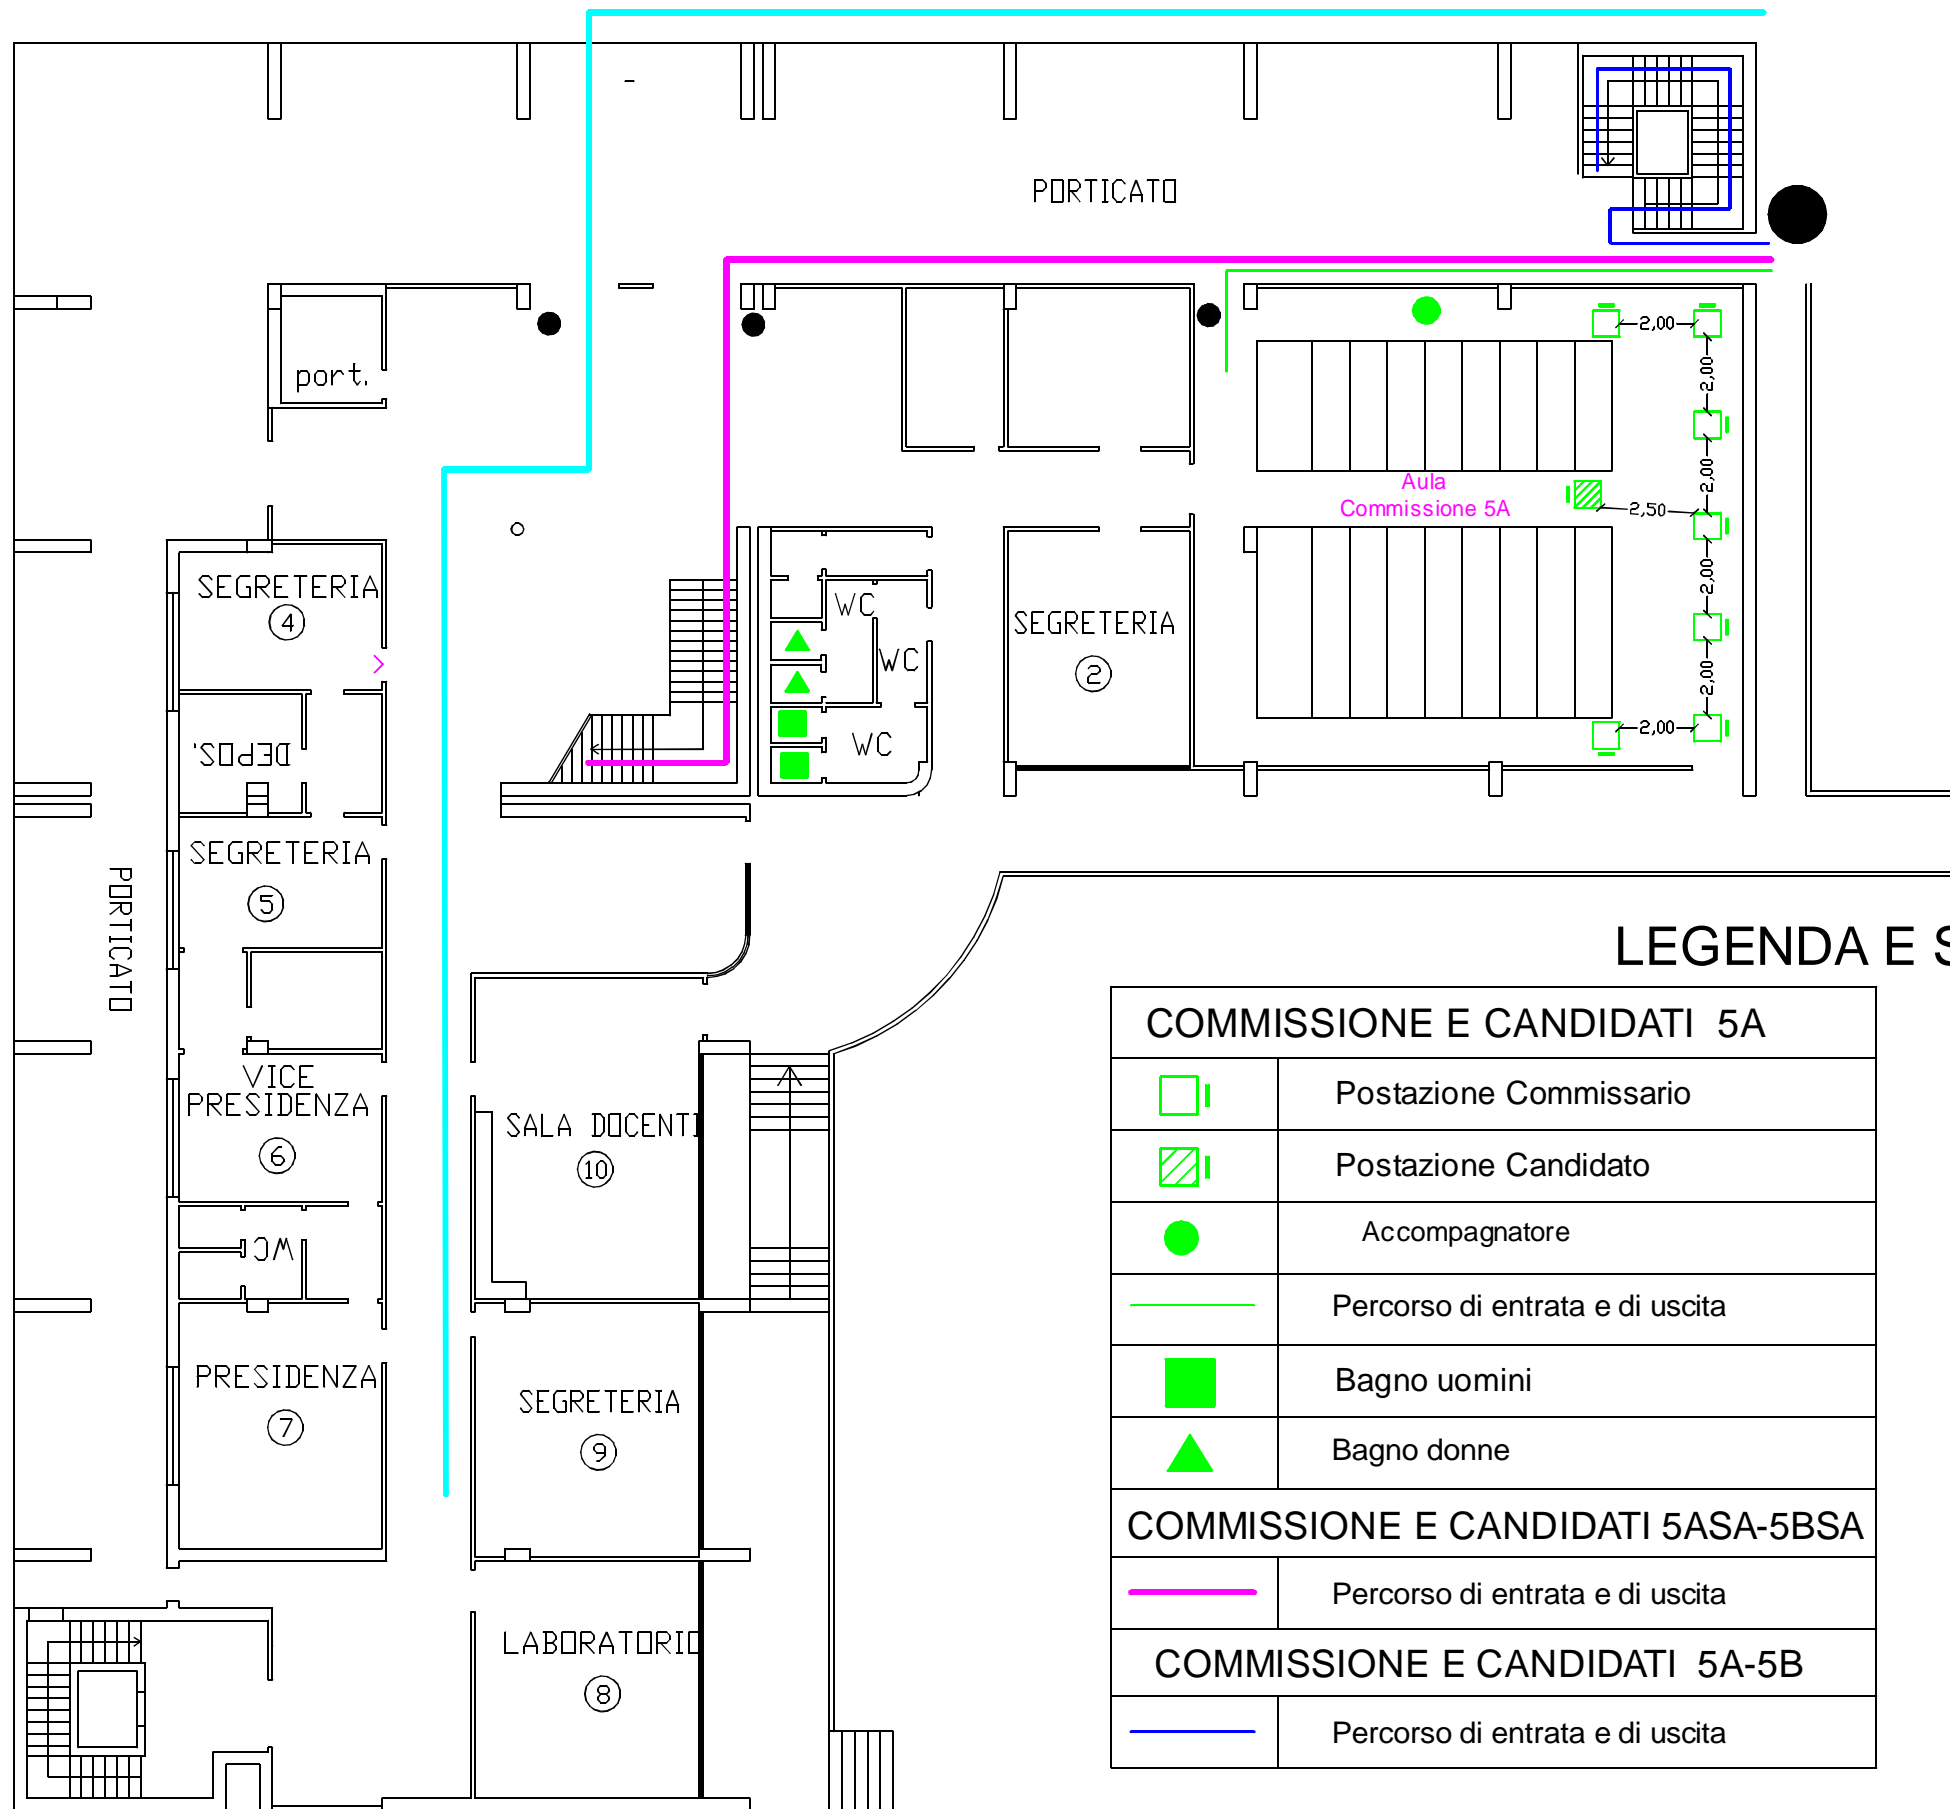 PORTICATO
port.
2,00
2,00
Aula
Commissione 5A
2,00
2,50
2,00
2,00
2,00
SEGRETERIA
4
WC
WC
WC
SEGRETERIA
2
DEPOS.
SEGRETERIA
5
PORTICATO
VICE
PRESIDENZA
6
SALA DOCENTI
10
WC
PRESIDENZA
7
SEGRETERIA
9
LABORATORIO
8
LEGENDA E S
COMMISSIONE E CANDIDATI 5A
Postazione Commissario
Postazione Candidato
Accompagnatore
Percorso di entrata e di uscita
Bagno uomini
Bagno donne
COMMISSIONE E CANDIDATI 5ASA-5BSA
Percorso di entrata e di uscita
COMMISSIONE E CANDIDATI 5A-5B
Percorso di entrata e di uscita